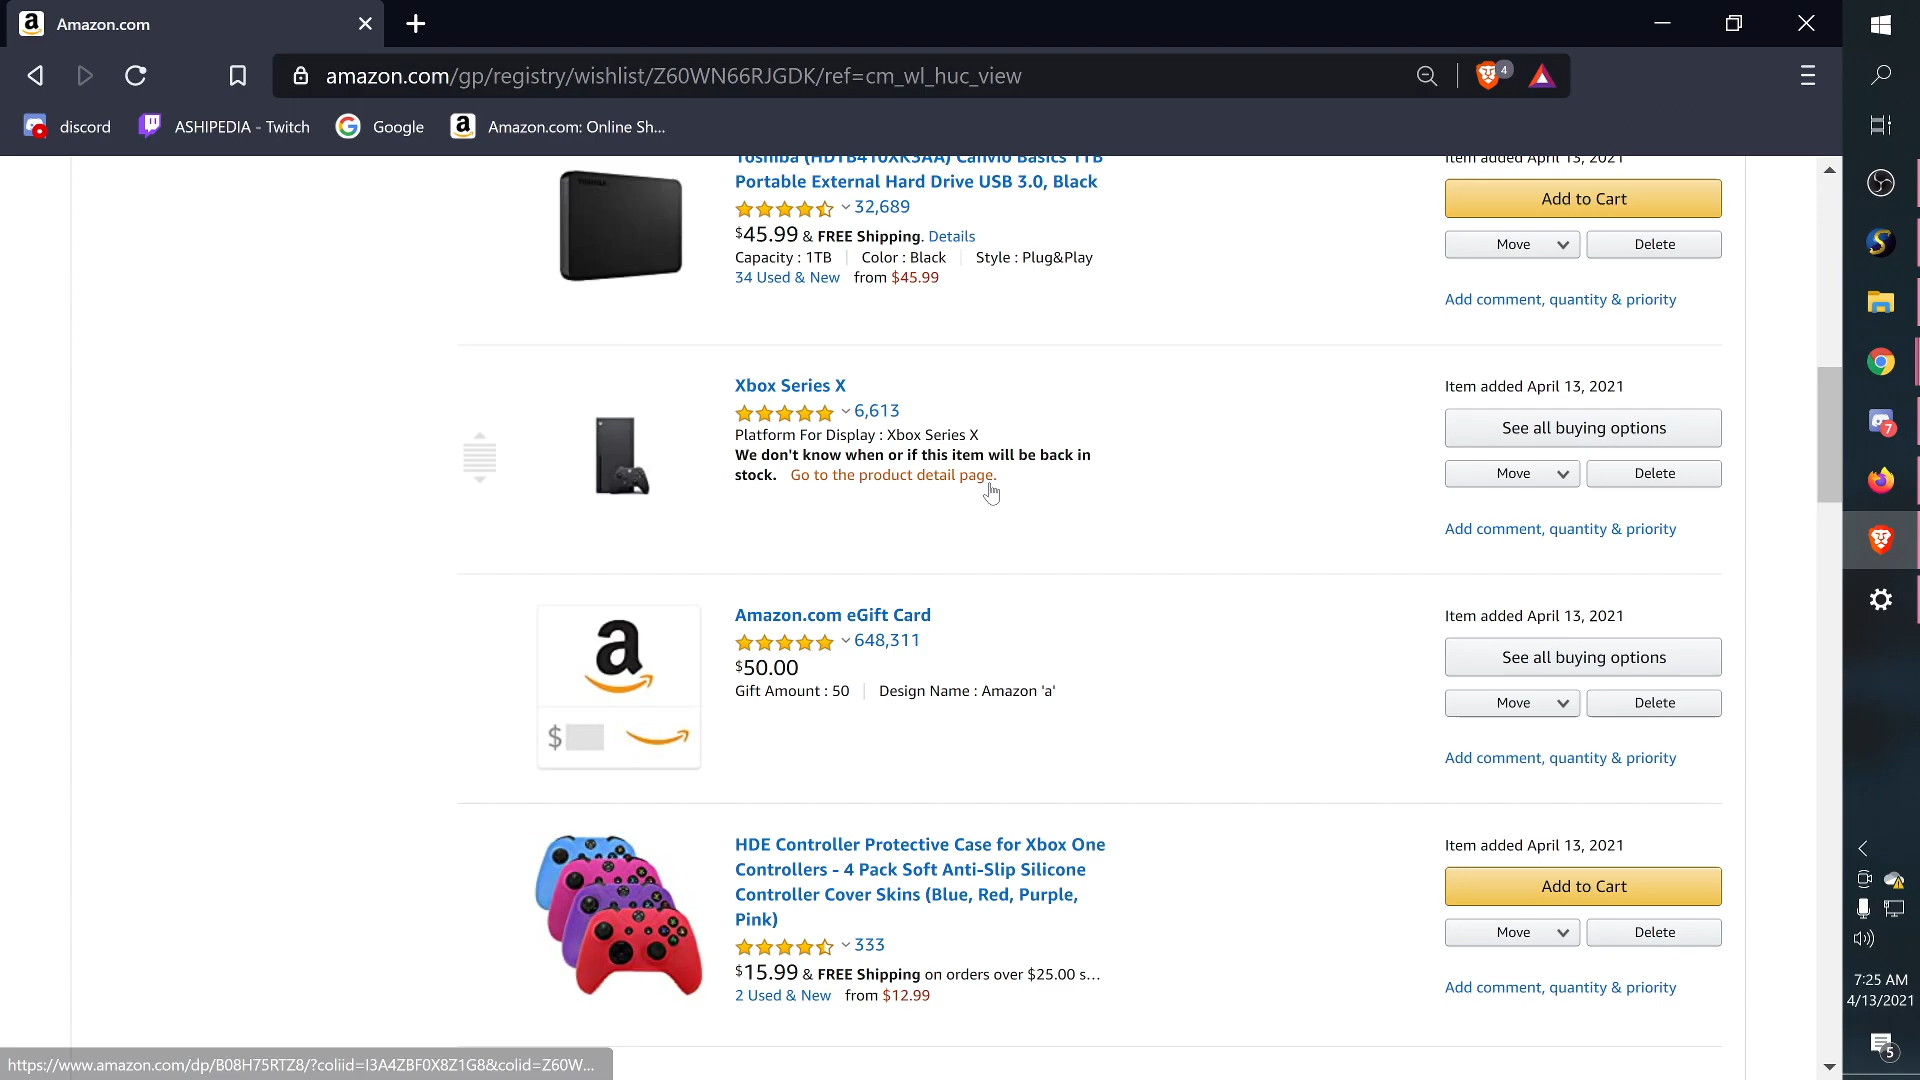 Amazon.com
amazon.com/gp/registry/wishlist/Z60WN66RJGDK/ref=cm_wl_huc_view
4
discord
ASHIPEDIA - Twitch
Google
Amazon.com: Online Sh...
Toshiba (HDTB410XK3AA) Canvio Basics 1TB
Portable External Hard Drive USB 3.0, Black
32,689
$45.99 & FREE Shipping. Details
Capacity : 1TB
Color : Black
Style : Plug&Play
34 Used & New from $45.99
Item added April 13, 2021
Add to Cart
Move
Delete
Add comment, quantity & priority
TOSHIBA
Xbox Series X
6,613
Platform For Display : Xbox Series X
We don't know when or if this item will be back in
stock. Go to the product detail page.
Item added April 13, 2021
See all buying options
Move
Delete
Add comment, quantity & priority
a
$
Amazon.com eGift Card
648,311
$50.00
Gift Amount : 50
Design Name : Amazon 'a'
Item added April 13, 2021
See all buying options
Move
Delete
Add comment, quantity & priority
HDE Controller Protective Case for Xbox One
Controllers - 4 Pack Soft Anti-Slip Silicone
Controller Cover Skins (Blue, Red, Purple,
Pink)
333
$15.99 & FREE Shipping on orders over $25.00 s...
2 Used & New from $12.99
Item added April 13, 2021
Add to Cart
Move
Delete
Add comment, quantity & priority
https://www.amazon.com/dp/B08H75RTZ8/?coliid=I3A4ZBF0X8Z1G8&colid=Z60W...
7
7:25 AM
4/13/2021
5